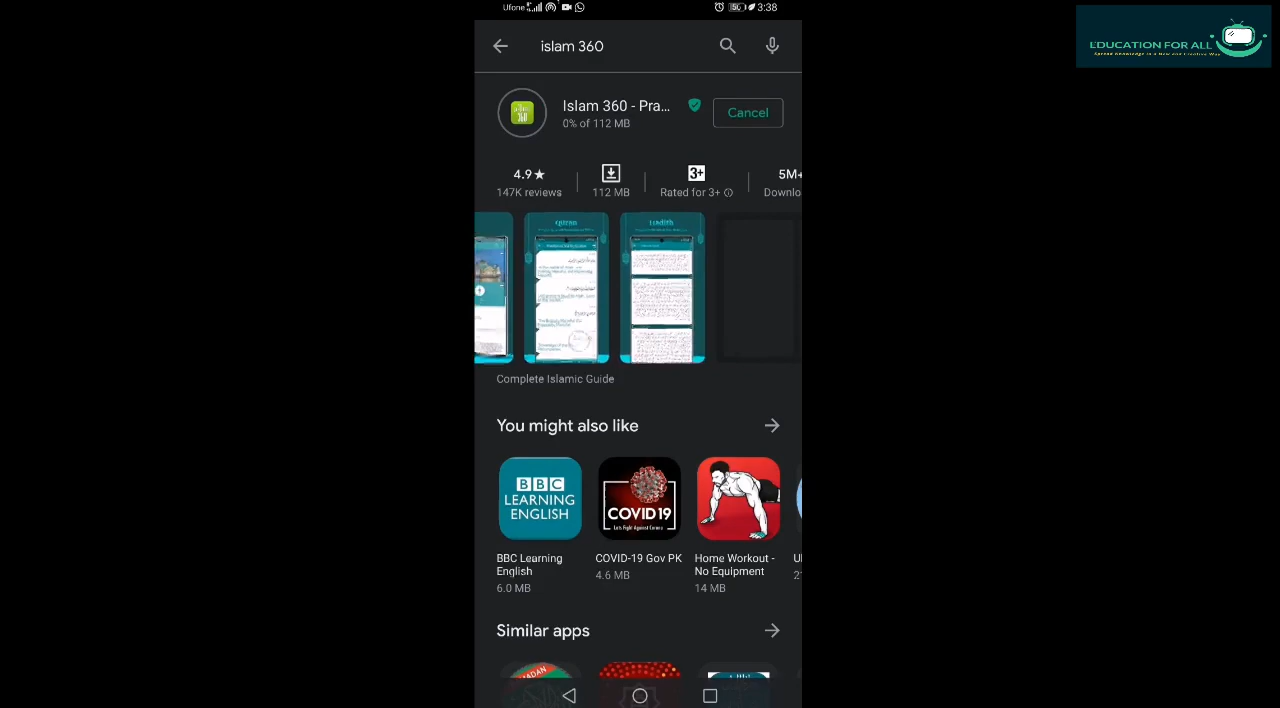 Ufone
3:38
islam 360
Islam 360 - Pra...
0% of 112 MB
Cancel
4.9★
147K reviews
112 MB
3+
Rated for 3+
5M+
Downlo
Complete Islamic Guide
You might also like
BBC
LEARNING
ENGLISH
COVID19
BBC Learning
English
6.0 MB
COVID-19 Gov PK
4.6 MB
Home Workout -
No Equipment
14 MB
Similar apps
EDUCATION FOR ALL